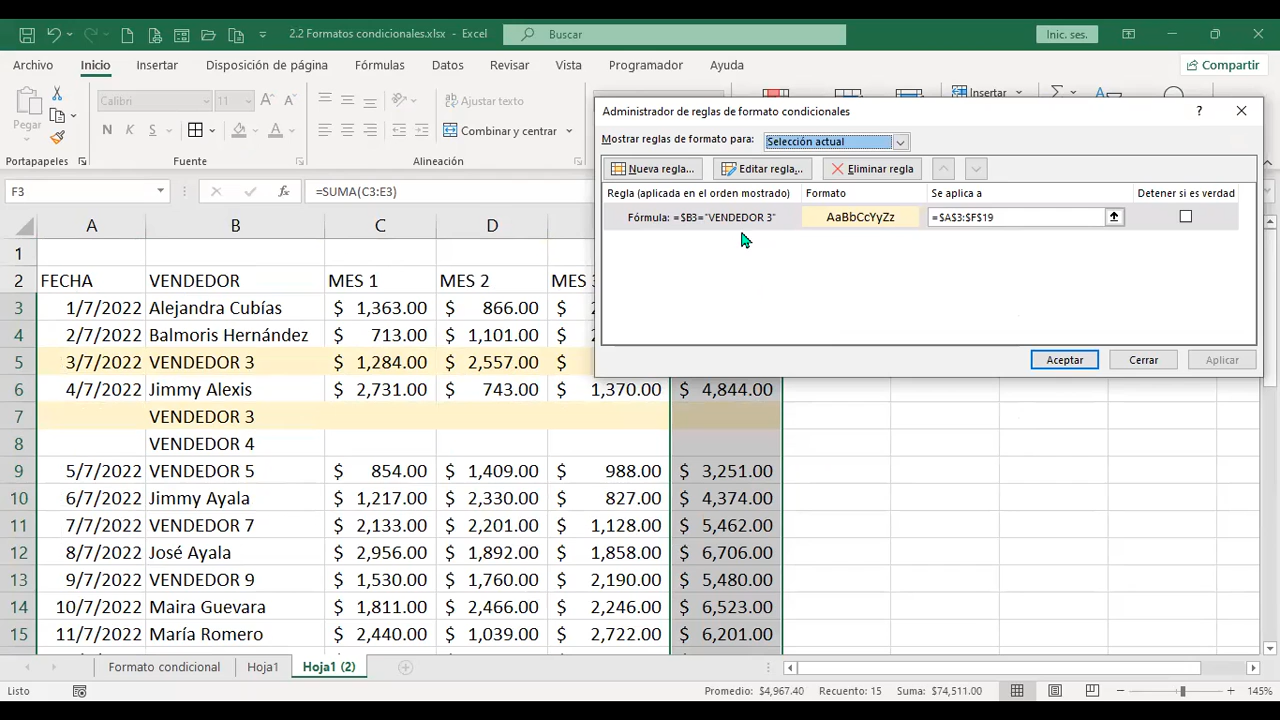 2.2 Formatos condicionales.xlsx - Excel
Buscar
Inic. ses.
Archivo Inicio Insertar Disposición de página Fórmulas Datos Revisar Vista Programador Ayuda Compartir
Pegar
Calibri 11
N K S
Ajustar texto
Combinar y centrar
Insertar
Portapapeles Fuente Alineación
Administrador de reglas de formato condicionales ?
Mostrar reglas de formato para: Selección actual
Nueva regla... Editar regla... Eliminar regla
Regla (aplicada en el orden mostrado) Formato Se aplica a Detener si es verdad
Fórmula: =$B3="VENDEDOR 3" AaBbCcYyZz =$A$3:$F$19
Aceptar Cerrar Aplicar
F3 fx =SUMA(C3:E3)
A B C D
1
2 FECHA VENDEDOR MES 1 MES 2 MES 3
3 1/7/2022 Alejandra Cubías $ 1,363.00 $ 866.00 $
4 2/7/2022 Balmoris Hernández $ 713.00 $ 1,101.00 $
5 3/7/2022 VENDEDOR 3 $ 1,284.00 $ 2,557.00 $
6 4/7/2022 Jimmy Alexis $ 2,731.00 $ 743.00 $ 1,370.00 $ 4,844.00
7 VENDEDOR 3
8 VENDEDOR 4
9 5/7/2022 VENDEDOR 5 $ 854.00 $ 1,409.00 $ 988.00 $ 3,251.00
10 6/7/2022 Jimmy Ayala $ 1,217.00 $ 2,330.00 $ 827.00 $ 4,374.00
11 7/7/2022 VENDEDOR 7 $ 2,133.00 $ 2,201.00 $ 1,128.00 $ 5,462.00
12 8/7/2022 José Ayala $ 2,956.00 $ 1,892.00 $ 1,858.00 $ 6,706.00
13 9/7/2022 VENDEDOR 9 $ 1,530.00 $ 1,760.00 $ 2,190.00 $ 5,480.00
14 10/7/2022 Maira Guevara $ 1,811.00 $ 2,466.00 $ 2,246.00 $ 6,523.00
15 11/7/2022 María Romero $ 2,440.00 $ 1,039.00 $ 2,722.00 $ 6,201.00
Formato condicional Hoja1 Hoja1 (2)
Listo Promedio: $4,967.40 Recuento: 15 Suma: $74,511.00 145%